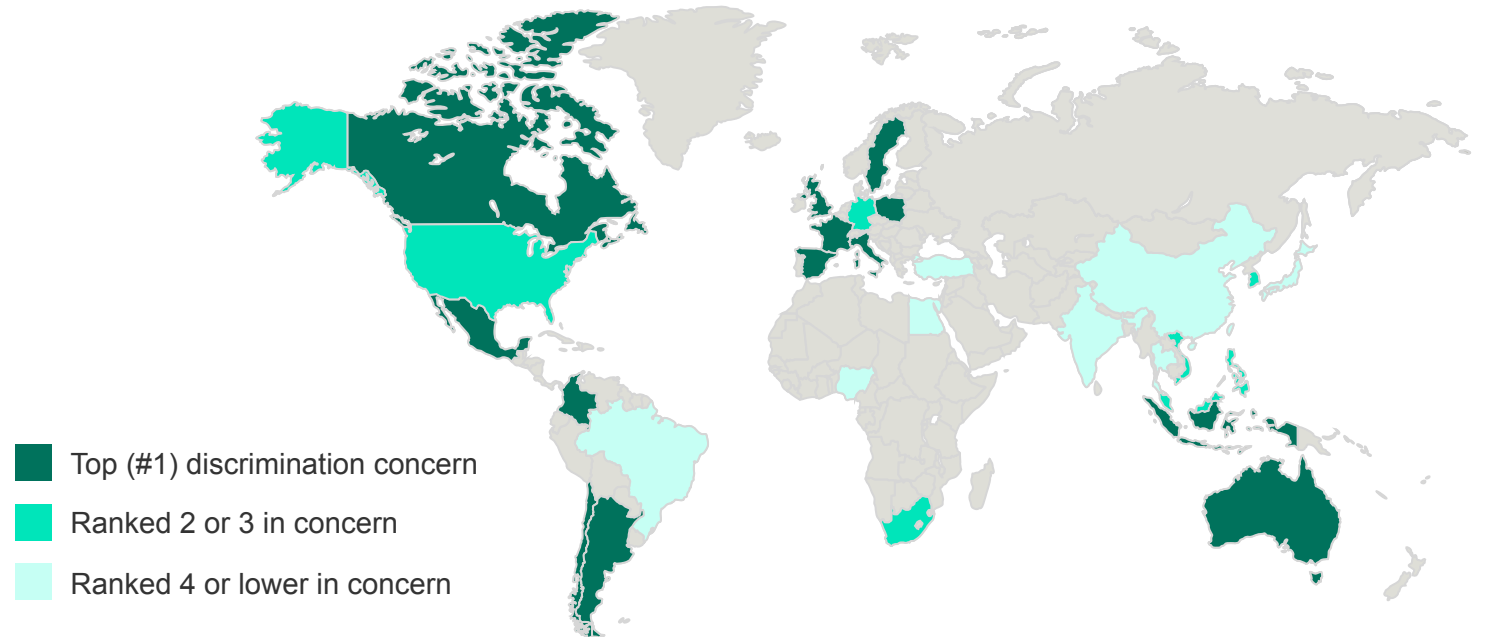 Top (#1) discrimination concern
Ranked 2 or 3 in concern
Ranked 4 or lower in concern